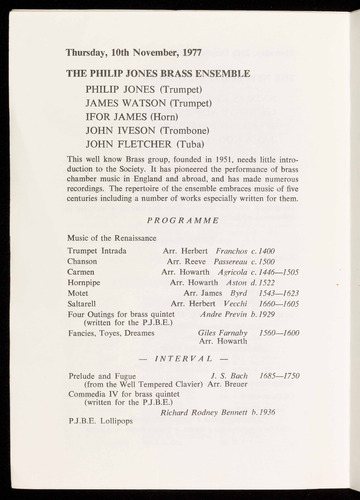 Thursday, 10th November, 1977
THE PHILIP JONES BRASS ENSEMBLE
PHILIP JONES (Trumpet)
JAMES WATSON (Trumpet)
IFOR JAMES (Horn)
JOHN IVESON (Trombone)
JOHN FLETCHER (Tuba)
This well know Brass group, founded in 1951, needs little intro-
duction to the Society. It has pioneered the performance of brass
chamber music in England and abroad, and has made numerous
recordings. The repertoire of the ensemble embraces music of five
centuries including a number of works especially written for them.
PROGRAMME
Music of the Renaissance
Trumpet Intrada Arr. Herbert Franchos c. 1400
Chanson Arr. Reeve Passereau c. 1500
Carmen Arr. Howarth Agricola c. 1446—1505
Hornpipe Arr. Howarth Aston d. 1522
Motet Arr. James Byrd 1543—1623
Saltarell Arr. Herbert Vecchi 1660—1605
Four Outings for brass quintet Andre Previn b. 1929
(written for the P.J.B.E.)
Fancies, Toyes, Dreames Giles Farnaby 1560—1600
Arr. Howarth
— INTERVAL —
Prelude and Fugue J. S. Bach 1685—1750
(from the Well Tempered Clavier) Arr. Breuer
Commedia IV for brass quintet
(written for the P.J.B.E.)
Richard Rodney Bennett b. 1936
P.J.B.E. Lollipops